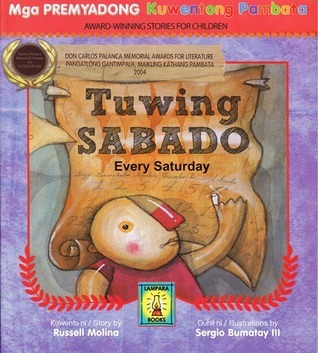 Mga PREMYADONG Kuwentong Pambata
AWARD-WINNING STORIES FOR CHILDREN
DON CARLOS PALANCA MEMORIAL AWARDS FOR LITERATURE
PANGATLONG GANTIMPALA, MAIKLING KATHANG PAMBATA
2004
Tuwing
SABADO
Every Saturday
LAMPARA
BOOKS
Kuwento ni / Story by
Russell Molina
Guhit ni / Illustrations by
Sergio Bumatay III